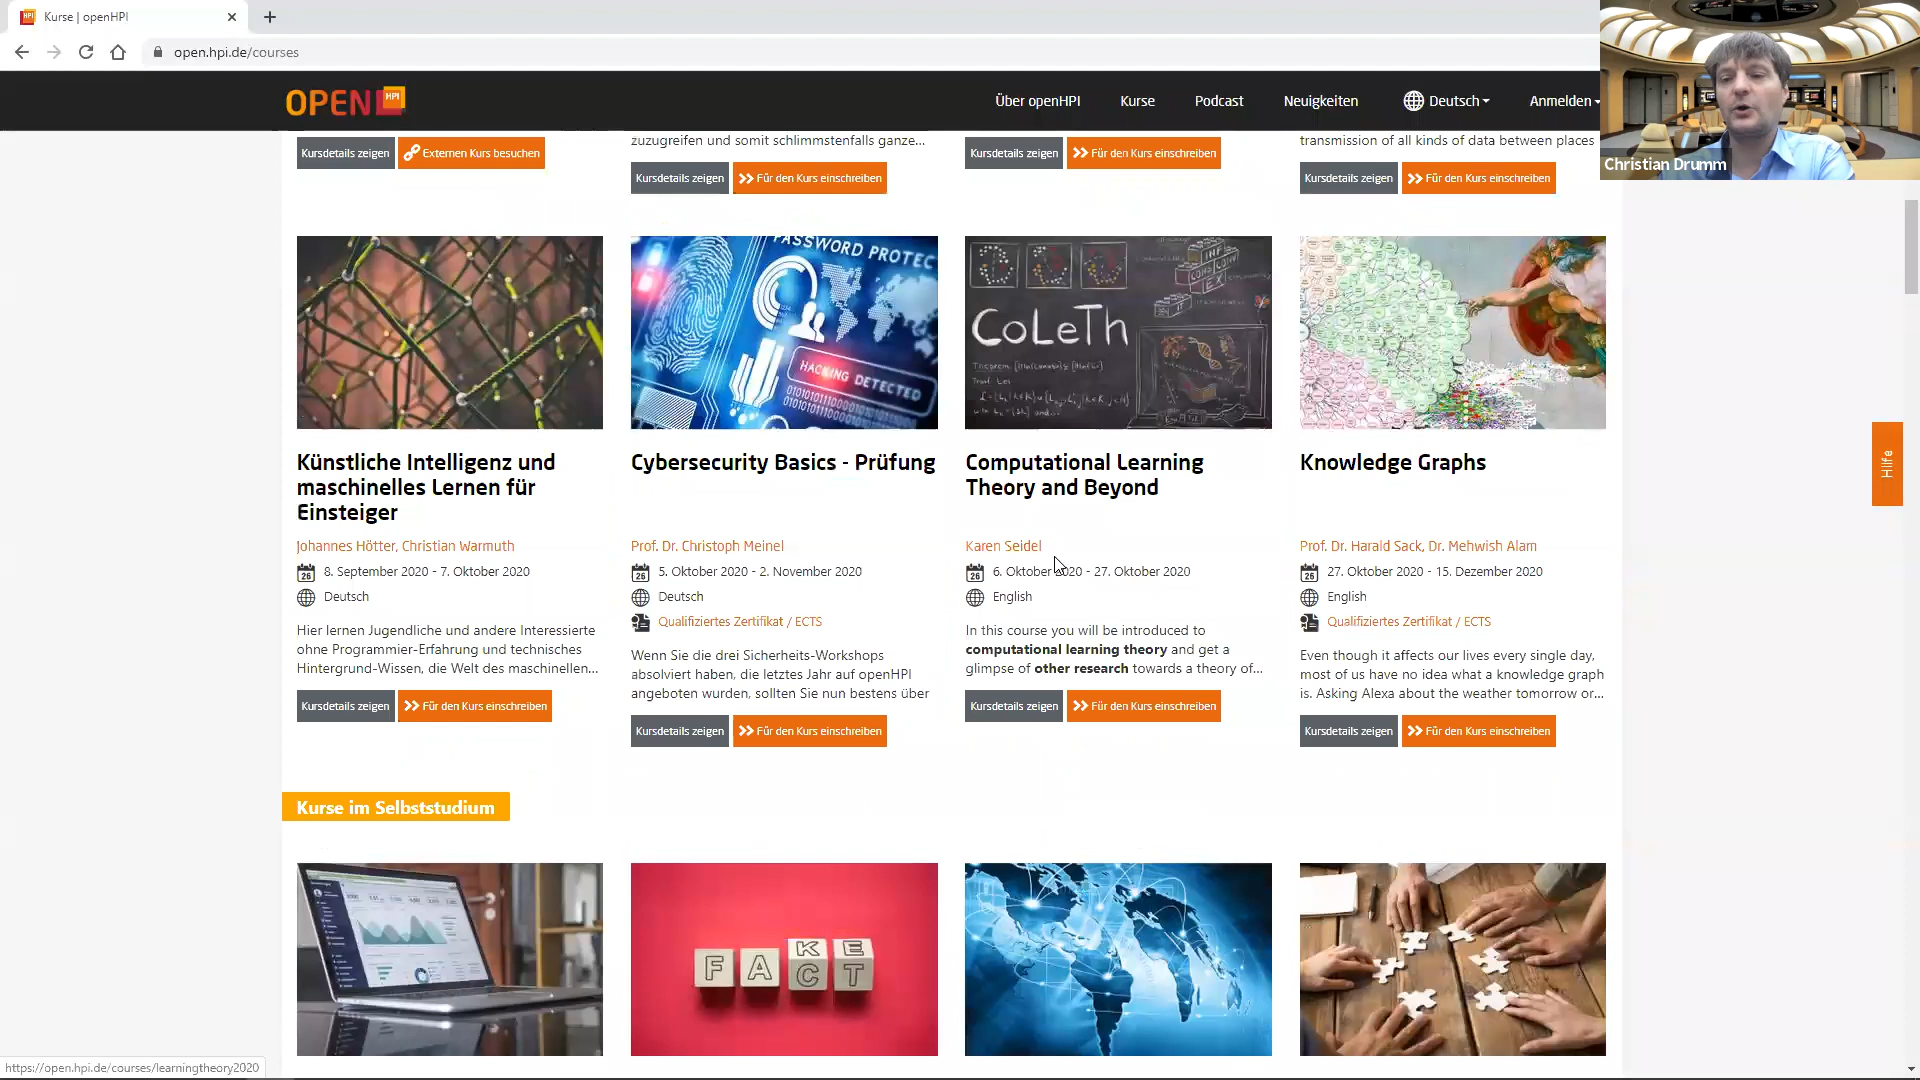 Kurse | openHPI
open.hpi.de/courses
OPEN HPI
Über openHPI
Kurse
Podcast
Neuigkeiten
Deutsch
Anmelden
Christian Drumm
Kursdetails zeigen
Externen Kurs besuchen
zuzugreifen und somit schlimmstenfalls ganze...
Kursdetails zeigen
Für den Kurs einschreiben
Kursdetails zeigen
Für den Kurs einschreiben
transmission of all kinds of data between places
Kursdetails zeigen
Für den Kurs einschreiben
PASSWORD PROTEC
HACKING DETECTED
CoLeTh
Künstliche Intelligenz und
maschinelles Lernen für
Einsteiger
Johannes Hötter, Christian Warmuth
26
8. September 2020 - 7. Oktober 2020
Deutsch
Hier lernen Jugendliche und andere Interessierte
ohne Programmier-Erfahrung und technisches
Hintergrund-Wissen, die Welt des maschinellen...
Kursdetails zeigen
Für den Kurs einschreiben
Cybersecurity Basics - Prüfung
Prof. Dr. Christoph Meinel
26
5. Oktober 2020 - 2. November 2020
Deutsch
Qualifiziertes Zertifikat / ECTS
Wenn Sie die drei Sicherheits-Workshops
absolviert haben, die letztes Jahr auf openHPI
angeboten wurden, sollten Sie nun bestens über
Kursdetails zeigen
Für den Kurs einschreiben
Computational Learning
Theory and Beyond
Karen Seidel
26
6. Oktober 2020 - 27. Oktober 2020
English
In this course you will be introduced to
computational learning theory and get a
glimpse of other research towards a theory of...
Kursdetails zeigen
Für den Kurs einschreiben
Knowledge Graphs
Prof. Dr. Harald Sack, Dr. Mehwish Alam
26
27. Oktober 2020 - 15. Dezember 2020
English
Qualifiziertes Zertifikat / ECTS
Even though it affects our lives every single day,
most of us have no idea what a knowledge graph
is. Asking Alexa about the weather tomorrow or...
Kursdetails zeigen
Für den Kurs einschreiben
Hilfe
Kurse im Selbststudium
F A KE
CT
https://open.hpi.de/courses/learningtheory2020